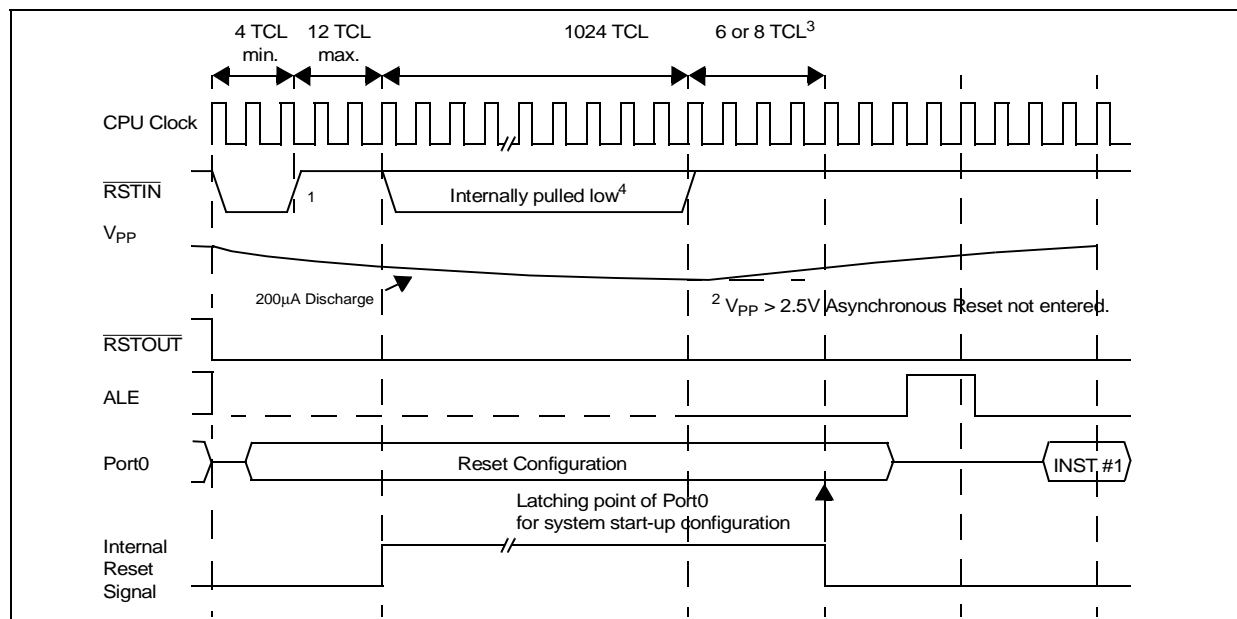 4 TCL
min.
12 TCL
max.
1024 TCL
6 or 8 TCL³
CPU Clock
RSTIN
1
Internally pulled low⁴
VPP
200µA Discharge
² VPP > 2.5V Asynchronous Reset not entered.
RSTOUT
ALE
Port0
Reset Configuration
INST #1
Latching point of Port0
for system start-up configuration
Internal
Reset
Signal